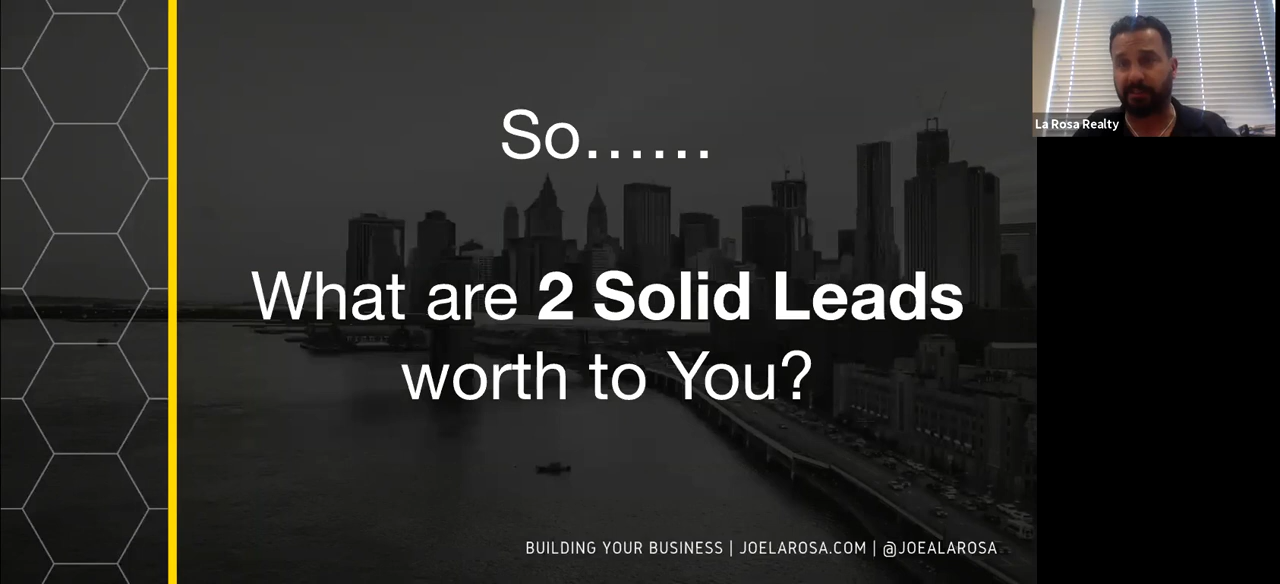 So......
What are 2 Solid Leads
worth to You?
BUILDING YOUR BUSINESS | JOELAROSA.COM | @JOEALAROSA
La Rosa Realty